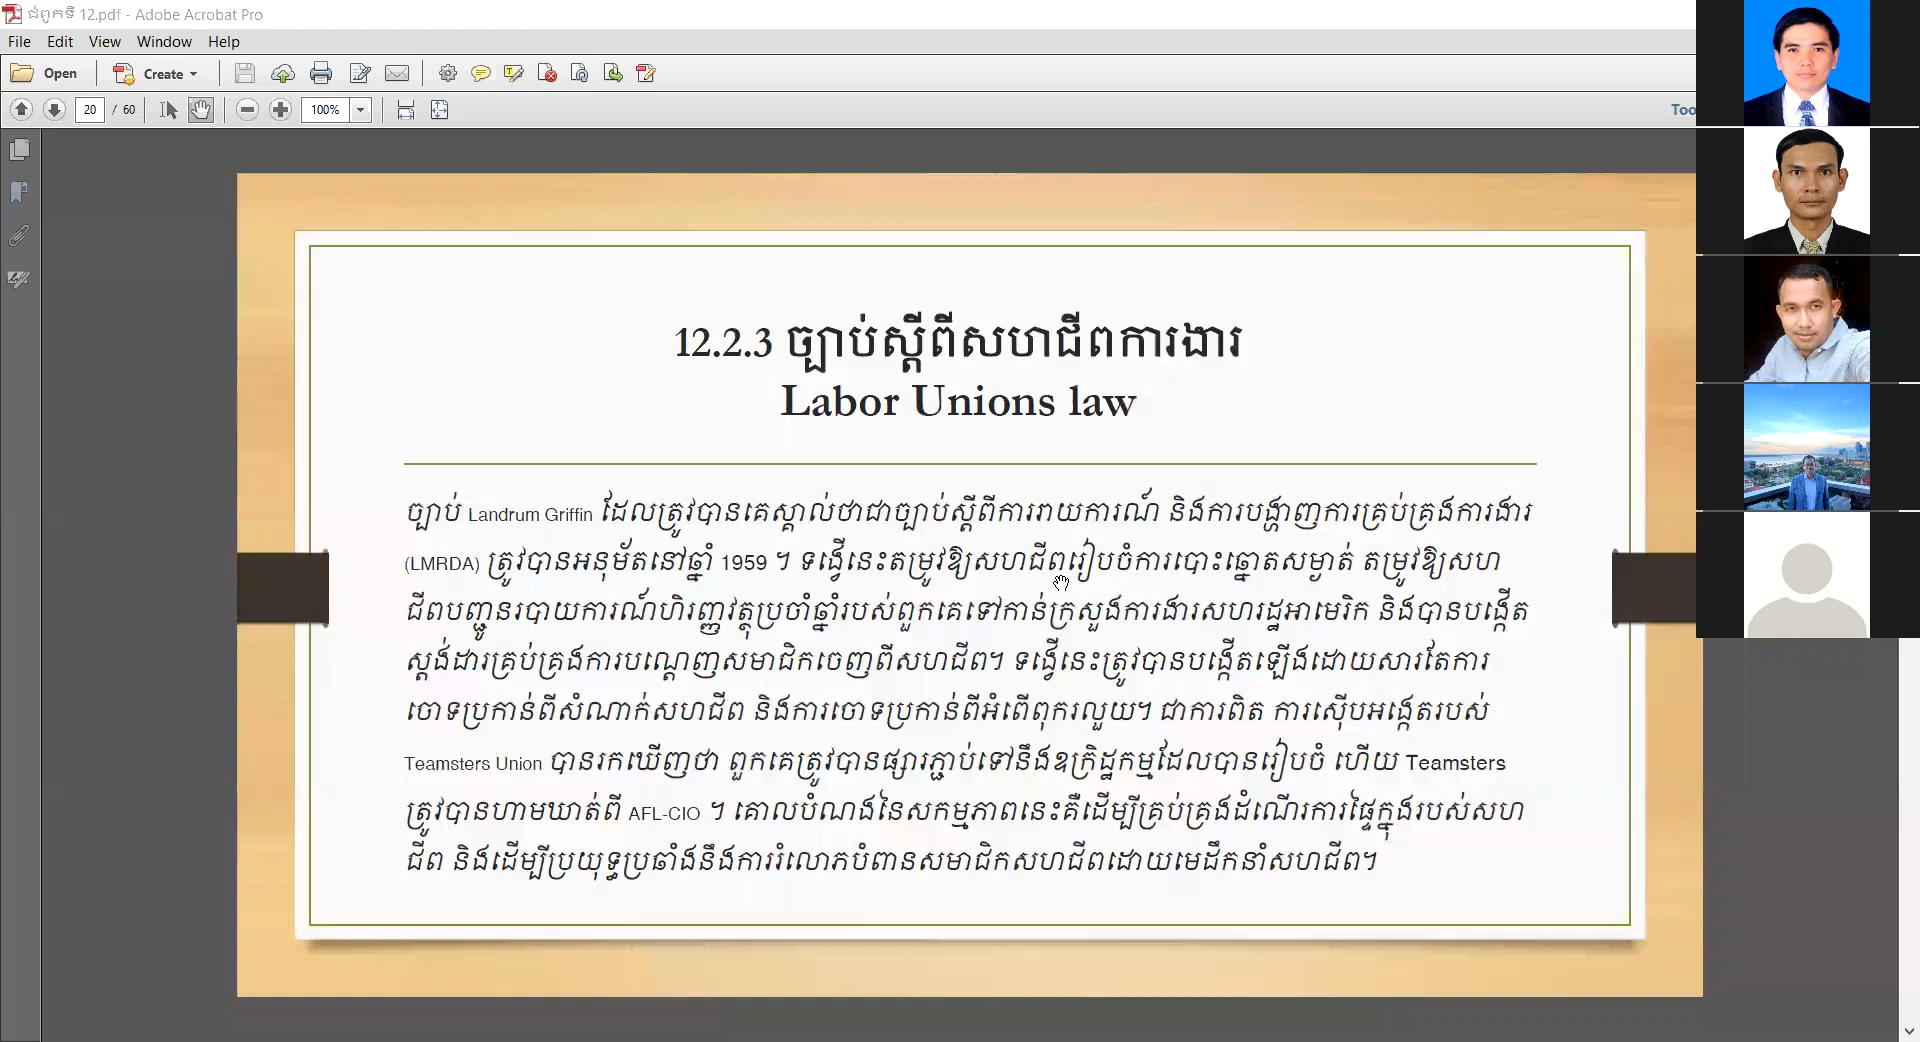 ជំពូកទី 12.pdf - Adobe Acrobat Pro
File Edit View Window Help
Open Create
20 / 60 100%
Too
12.2.3 ច្បាប់ស្តីពីសហជីពការងារ
Labor Unions law
ច្បាប់ Landrum Griffin ដែលត្រូវបានគេស្គាល់ថាជាច្បាប់ស្តីពីការរាយការណ៍ និងការបង្ហាញការគ្រប់គ្រងការងារ
(LMRDA) ត្រូវបានអនុម័តនៅឆ្នាំ 1959 ។ ទង្វើនេះតម្រូវឱ្យសហជីពរៀបចំការបោះឆ្នោតសម្ងាត់ តម្រូវឱ្យសហ
ជីពបញ្ជូនរបាយការណ៍ហិរញ្ញវត្ថុប្រចាំឆ្នាំរបស់ពួកគេទៅកាន់ក្រសួងការងារសហរដ្ឋអាមេរិក និងបានបង្កើត
ស្តង់ដារគ្រប់គ្រងការបណ្តេញសមាជិកចេញពីសហជីព។ ទង្វើនេះត្រូវបានបង្កើតឡើងដោយសារតែការ
ចោទប្រកាន់ពីសំណាក់សហជីព និងការចោទប្រកាន់ពីអំពើពុករលួយ។ ជាការពិត ការស៊ើបអង្កេតរបស់
Teamsters Union បានរកឃើញថា ពួកគេត្រូវបានផ្សារភ្ជាប់ទៅនឹងឧក្រិដ្ឋកម្មដែលបានរៀបចំ ហើយ Teamsters
ត្រូវបានហាមឃាត់ពី AFL-CIO ។ គោលបំណងនៃសកម្មភាពនេះគឺដើម្បីគ្រប់គ្រងដំណើរការផ្ទៃក្នុងរបស់សហ
ជីព និងដើម្បីប្រយុទ្ធប្រឆាំងនឹងការរំលោភបំពានសមាជិកសហជីពដោយមេដឹកនាំសហជីព។